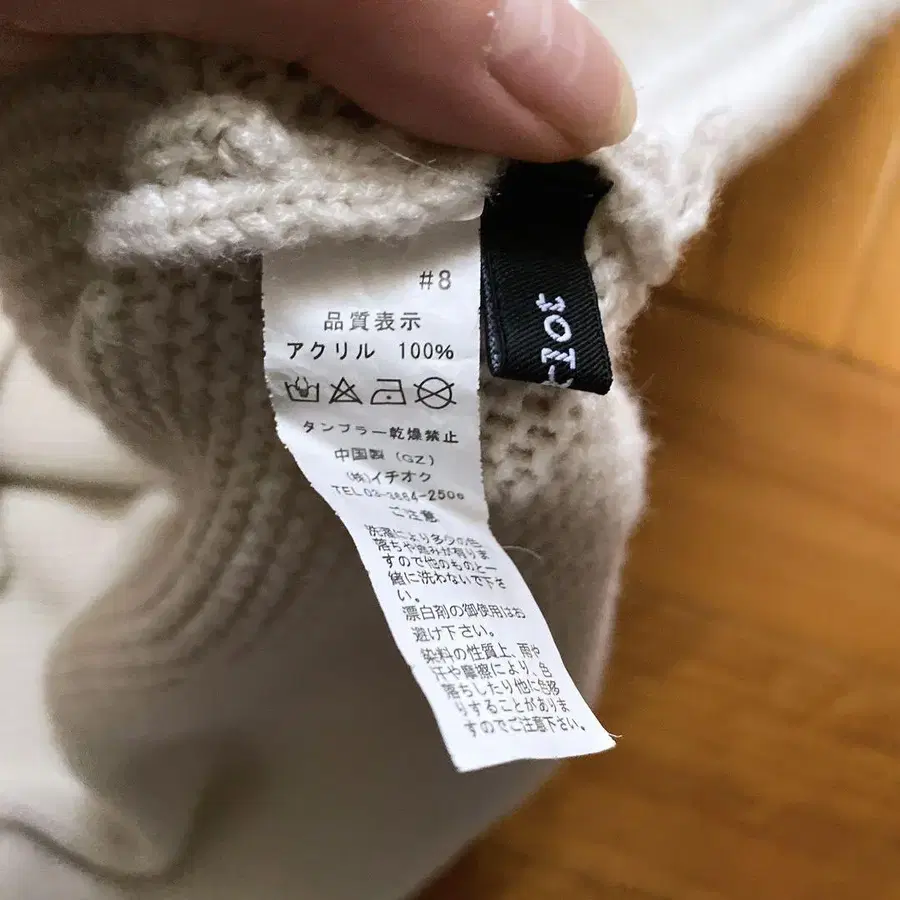 #8
品質表示
アクリル 100%
タンブラー乾燥禁止
中国製 (GZ)
(株)イチオク
TEL 03-3664-2506
ご注意
洗濯により多少の色
落ちや縮みが有りま
すので他のものと一
緒に洗わないで下さ
い。
漂白剤の御使用はお
避け下さい。
染料の性質上、雨や
汗や摩擦により、色
落ちしたり他に色移
りすることがありま
すのでご注意下さい。